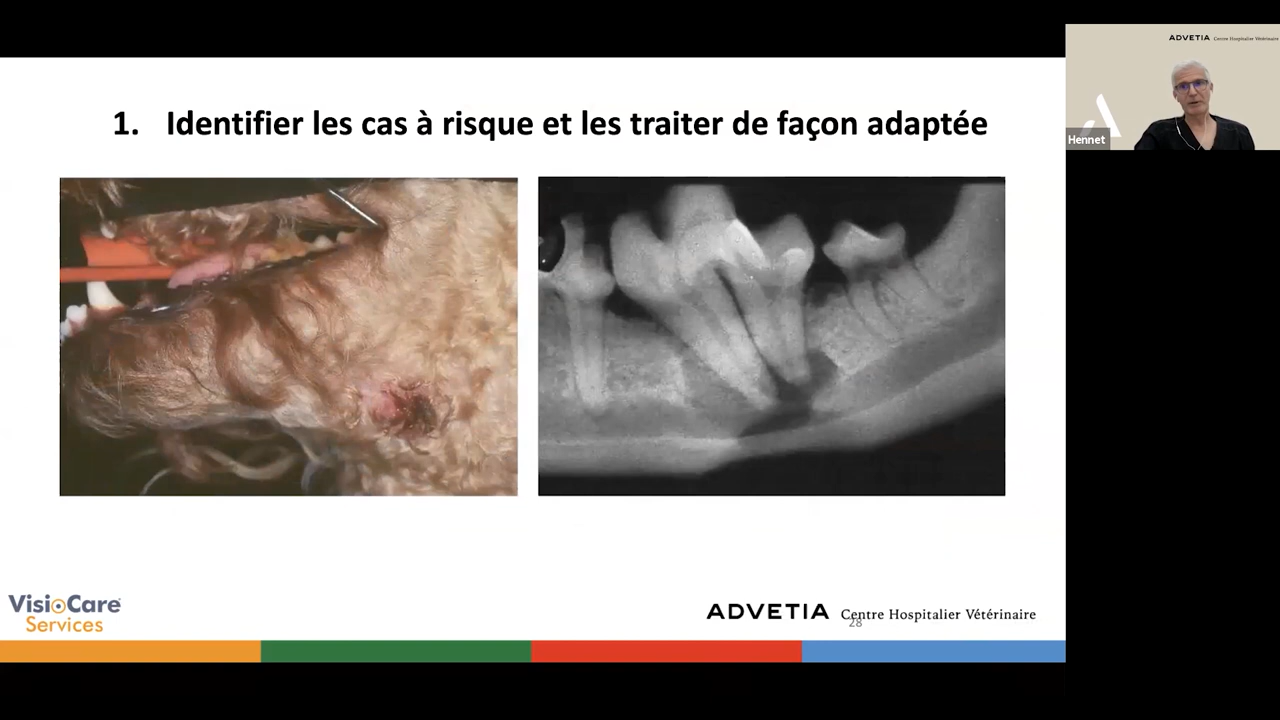 1. Identifier les cas à risque et les traiter de façon adaptée
ADVETIA Centre Hospitalier Vétérinaire
Hennet
VisioCare
Services
ADVETIA Centre Hospitalier Vétérinaire
28